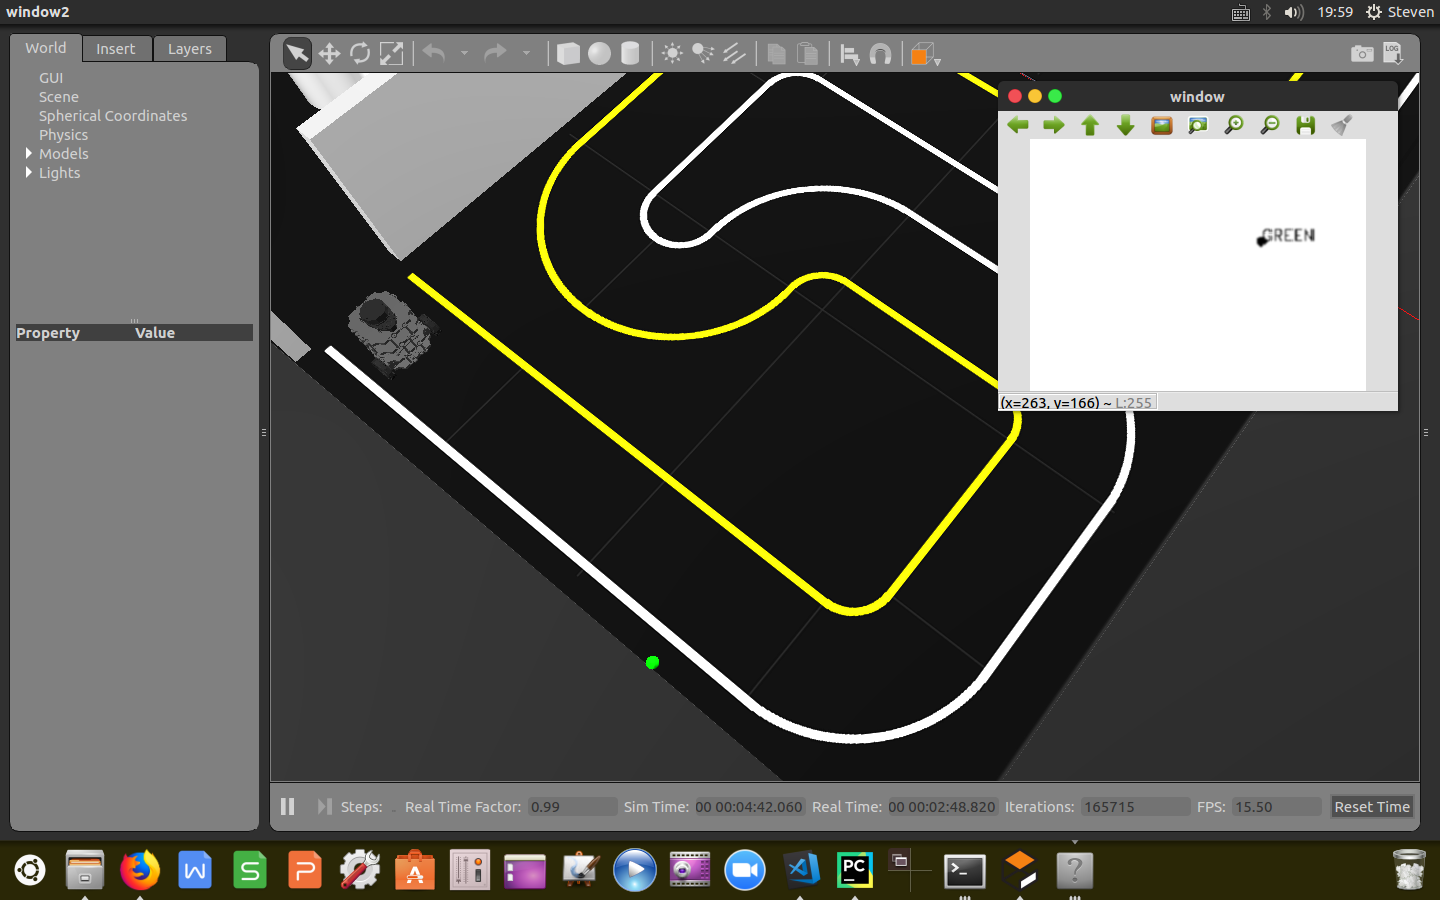 window2
19:59
Steven
World
Insert
Layers
GUI
Scene
Spherical Coordinates
Physics
Models
Lights
Property
Value
LOG
window
GREEN
(x=263, y=166) ~ L:255
Steps:
Real Time Factor:
0.99
Sim Time:
00 00:04:42.060
Real Time:
00 00:02:48.820
Iterations:
165715
FPS:
15.50
Reset Time
W
S
P
A
PC
?